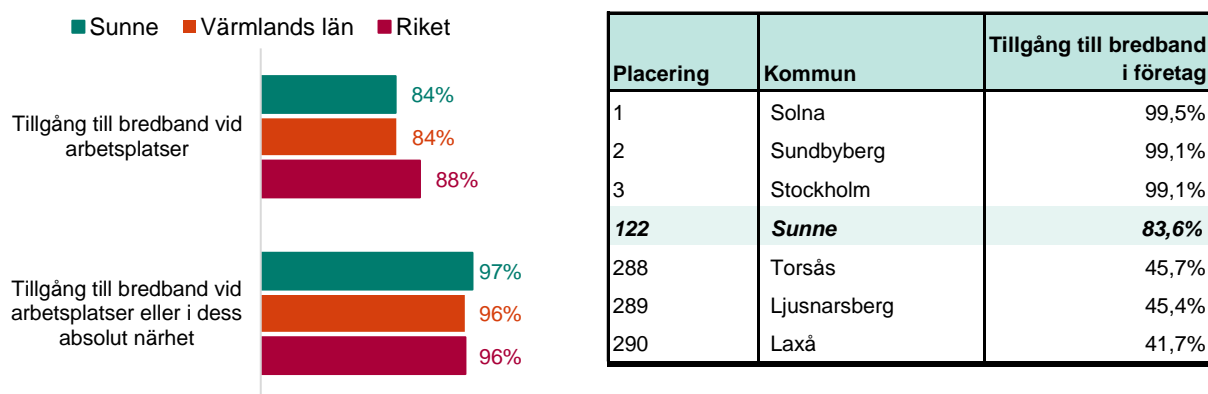 Sunne Värmlands län Riket
Tillgång till bredband vid
arbetsplatser
84%
84%
88%
Tillgång till bredband vid
arbetsplatser eller i dess
absolut närhet
97%
96%
96%
Placering Kommun Tillgång till bredband
i företag
1 Solna 99,5%
2 Sundbyberg 99,1%
3 Stockholm 99,1%
122 Sunne 83,6%
288 Torsås 45,7%
289 Ljusnarsberg 45,4%
290 Laxå 41,7%